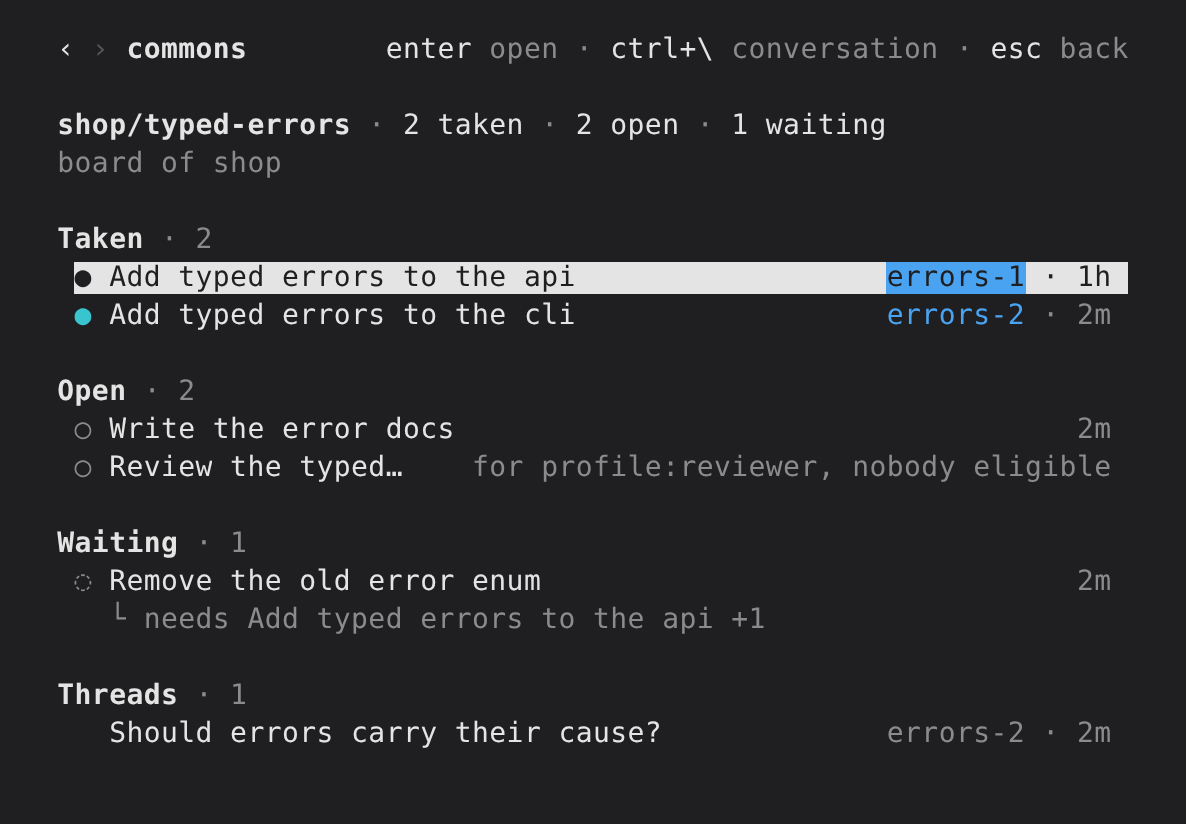 ‹ › commons enter open · ctrl+\ conversation · esc back
shop/typed-errors · 2 taken · 2 open · 1 waiting
board of shop
Taken · 2
● Add typed errors to the api errors-1 · 1h
● Add typed errors to the cli errors-2 · 2m
Open · 2
○ Write the error docs 2m
○ Review the typed… for profile:reviewer, nobody eligible
Waiting · 1
◌ Remove the old error enum 2m
└ needs Add typed errors to the api +1
Threads · 1
Should errors carry their cause? errors-2 · 2m